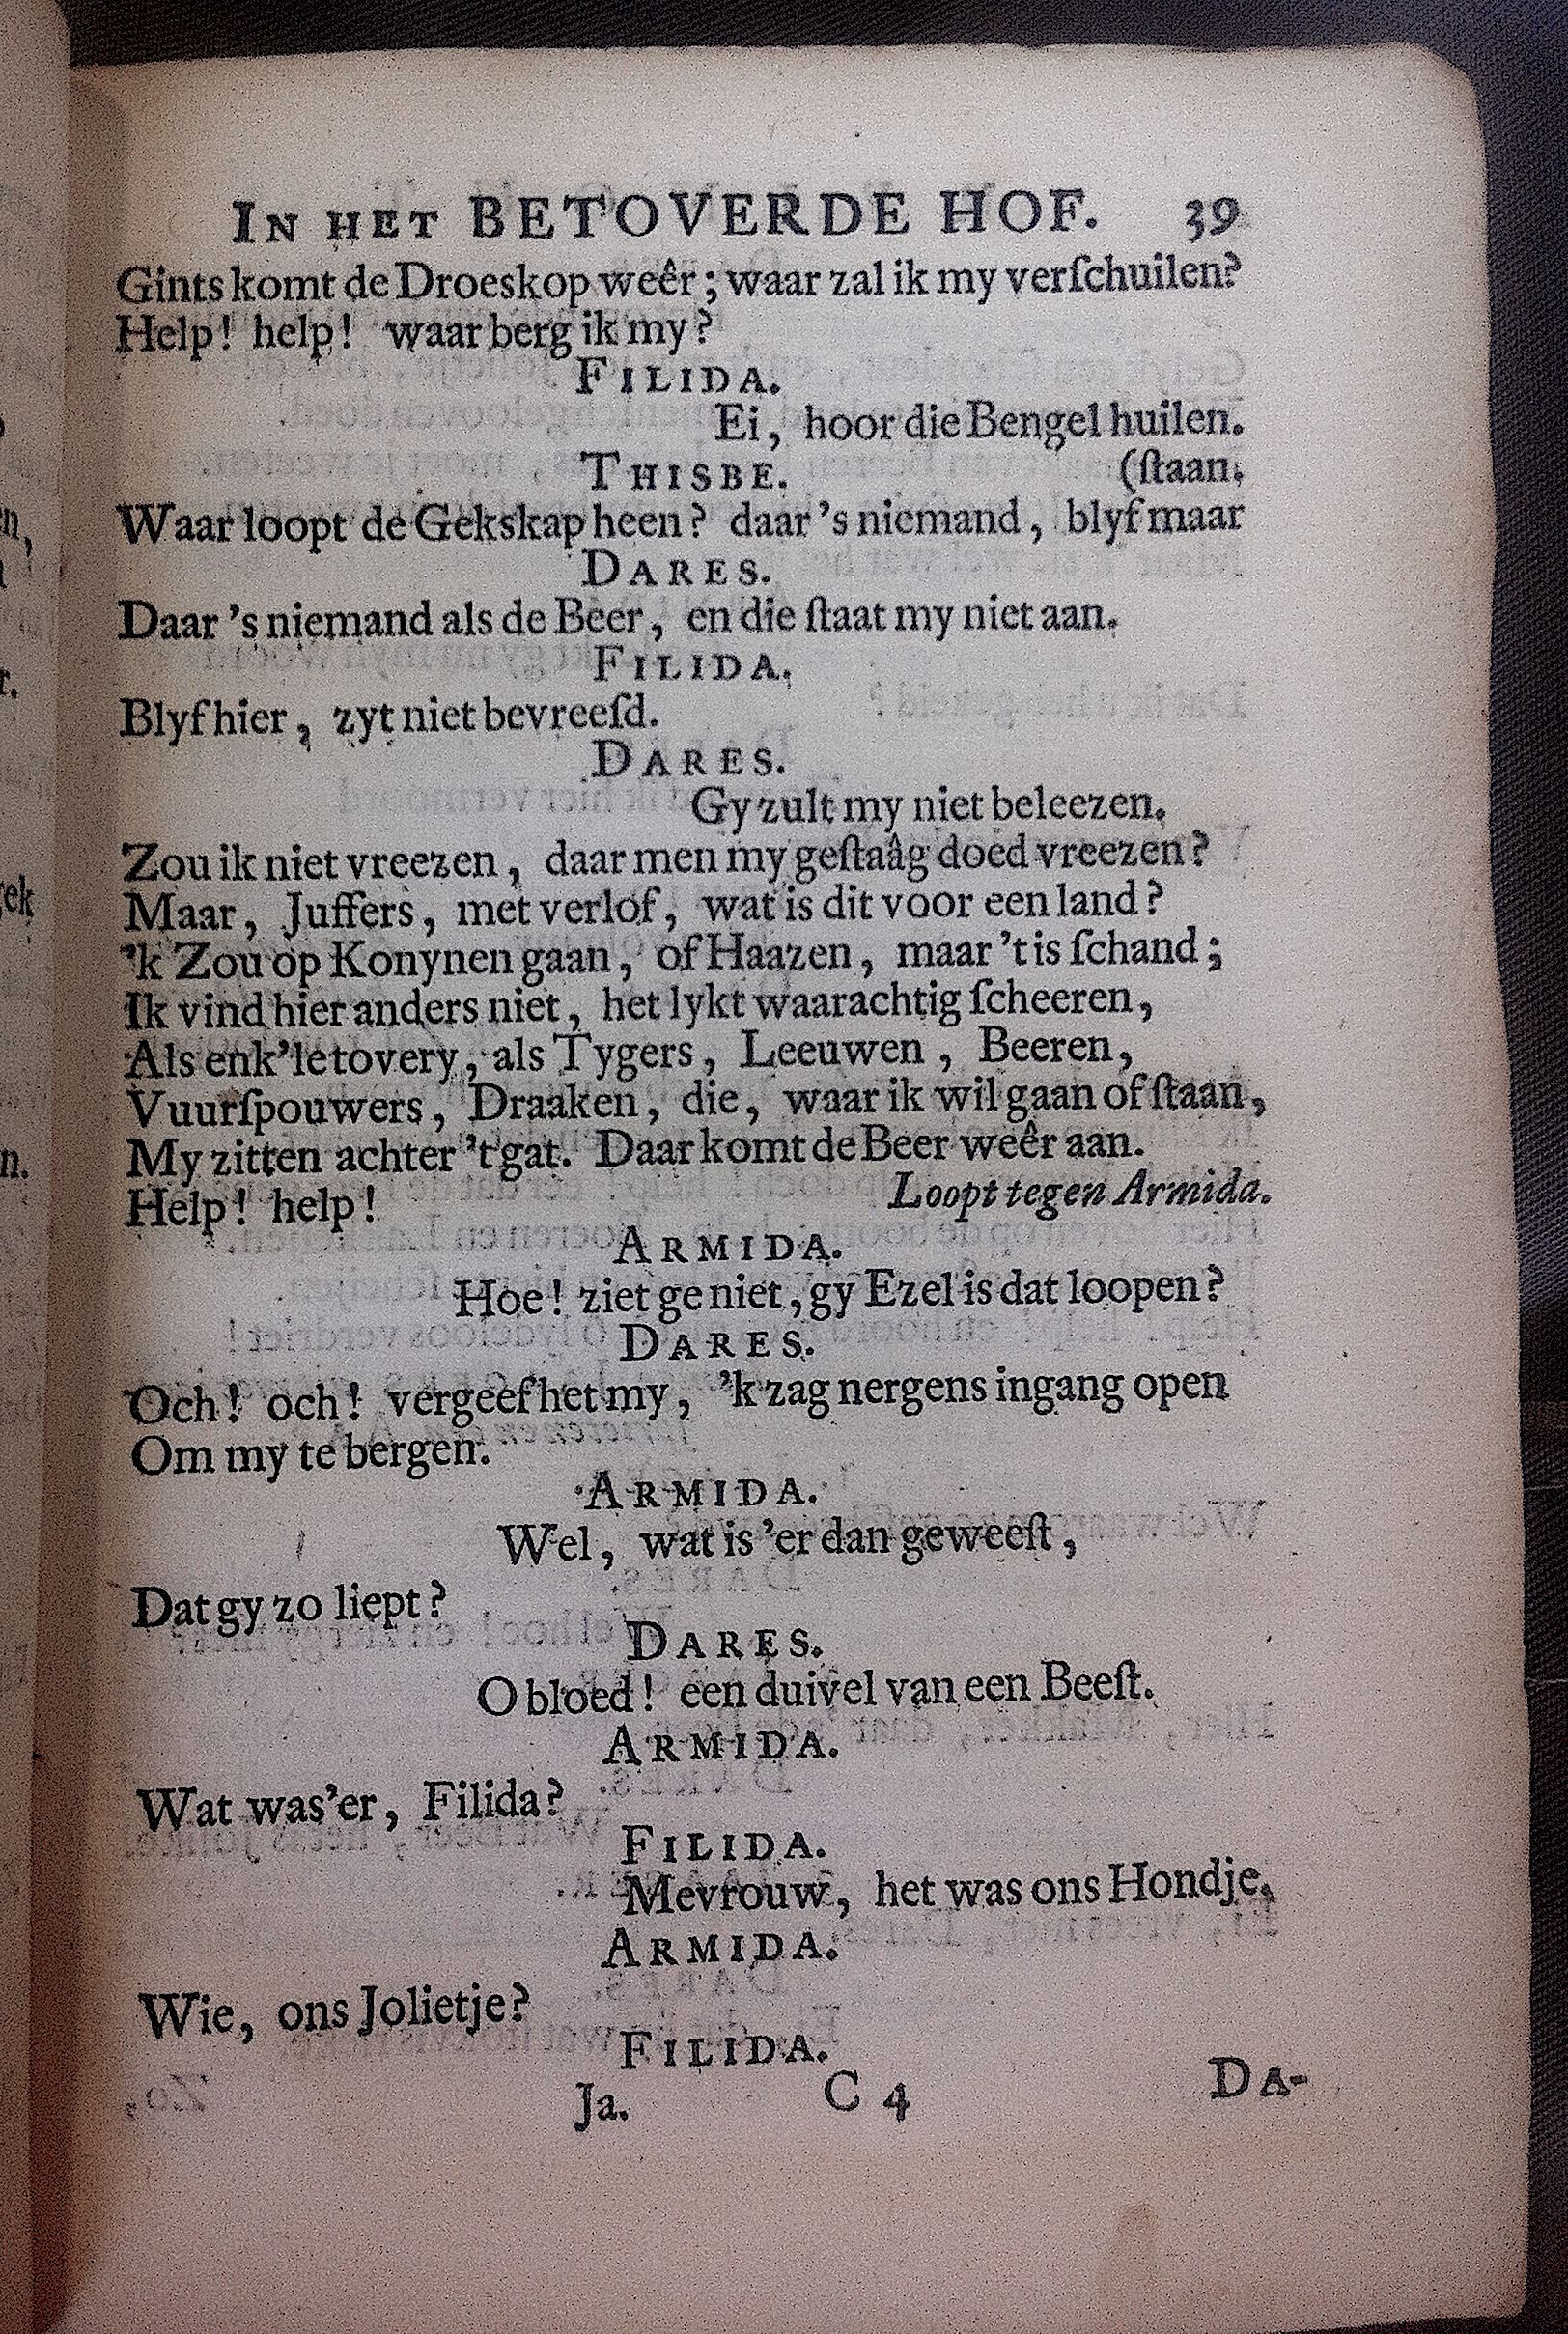 IN HET BETOVERDE HOF. 39
Gints komt de Droeskop weêr; waar zal ik my verſchuilen?
Help! help! waar berg ik my?
FILIDA.
Ei, hoor die Bengel huilen.
THISBE. (ſtaan.
Waar loopt de Gekskap heen? daar 's niemand, blyf maar
DARES.
Daar 's niemand als de Beer, en die ſtaat my niet aan.
FILIDA.
Blyf hier, zyt niet bevreeſd.
DARES.
Gy zult my niet beleezen.
Zou ik niet vreezen, daar men my geſtaâg doed vreezen?
Maar, Juffers, met verlof, wat is dit voor een land?
'k Zou op Konynen gaan, of Haazen, maar 't is ſchand;
Ik vind hier anders niet, het lykt waarachtig ſcheeren,
Als enk'le tovery, als Tygers, Leeuwen, Beeren,
Vuurſpouwers, Draaken, die, waar ik wil gaan of ſtaan,
My zitten achter 't gat. Daar komt de Beer weêr aan.
Help! help! Loopt tegen Armida.
ARMIDA.
Hoe! ziet ge niet, gy Ezel is dat loopen?
DARES.
Och! och! vergeef het my, 'k zag nergens ingang open
Om my te bergen.
ARMIDA.
Wel, wat is 'er dan geweeſt,
Dat gy zo liept?
DARES.
O bloed! een duivel van een Beeſt.
ARMIDA.
Wat was 'er, Filida?
FILIDA.
Mevrouw, het was ons Hondje.
ARMIDA.
Wie, ons Jolietje?
FILIDA.
Ja. C 4 DA-